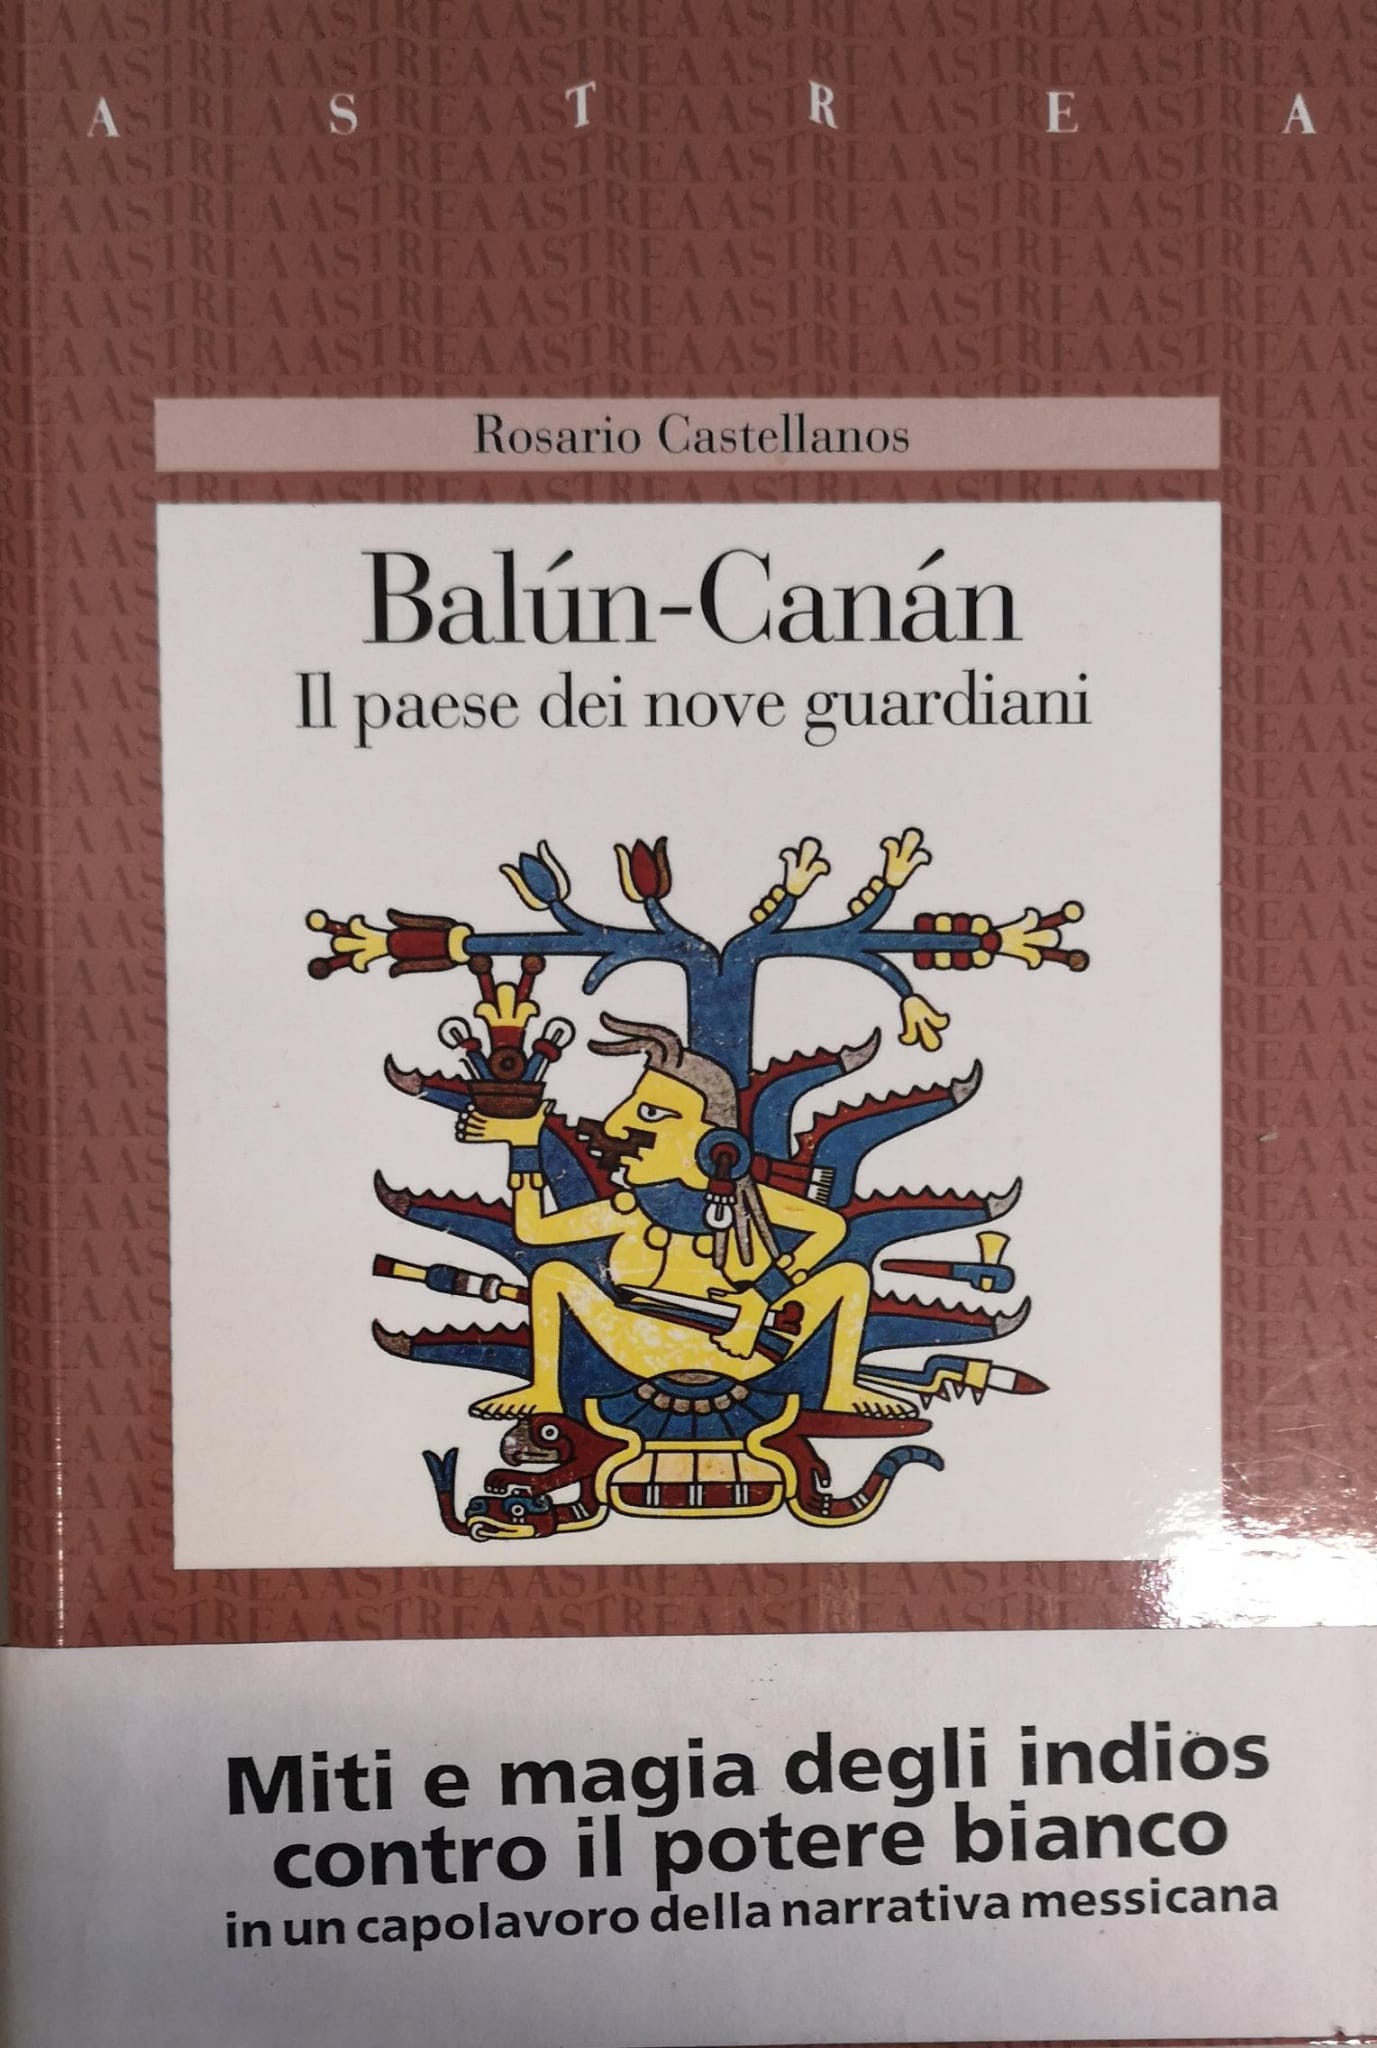 A S T R E A
Rosario Castellanos
Balún-Canán
Il paese dei nove guardiani
Miti e magia degli indios
contro il potere bianco
in un capolavoro della narrativa messicana